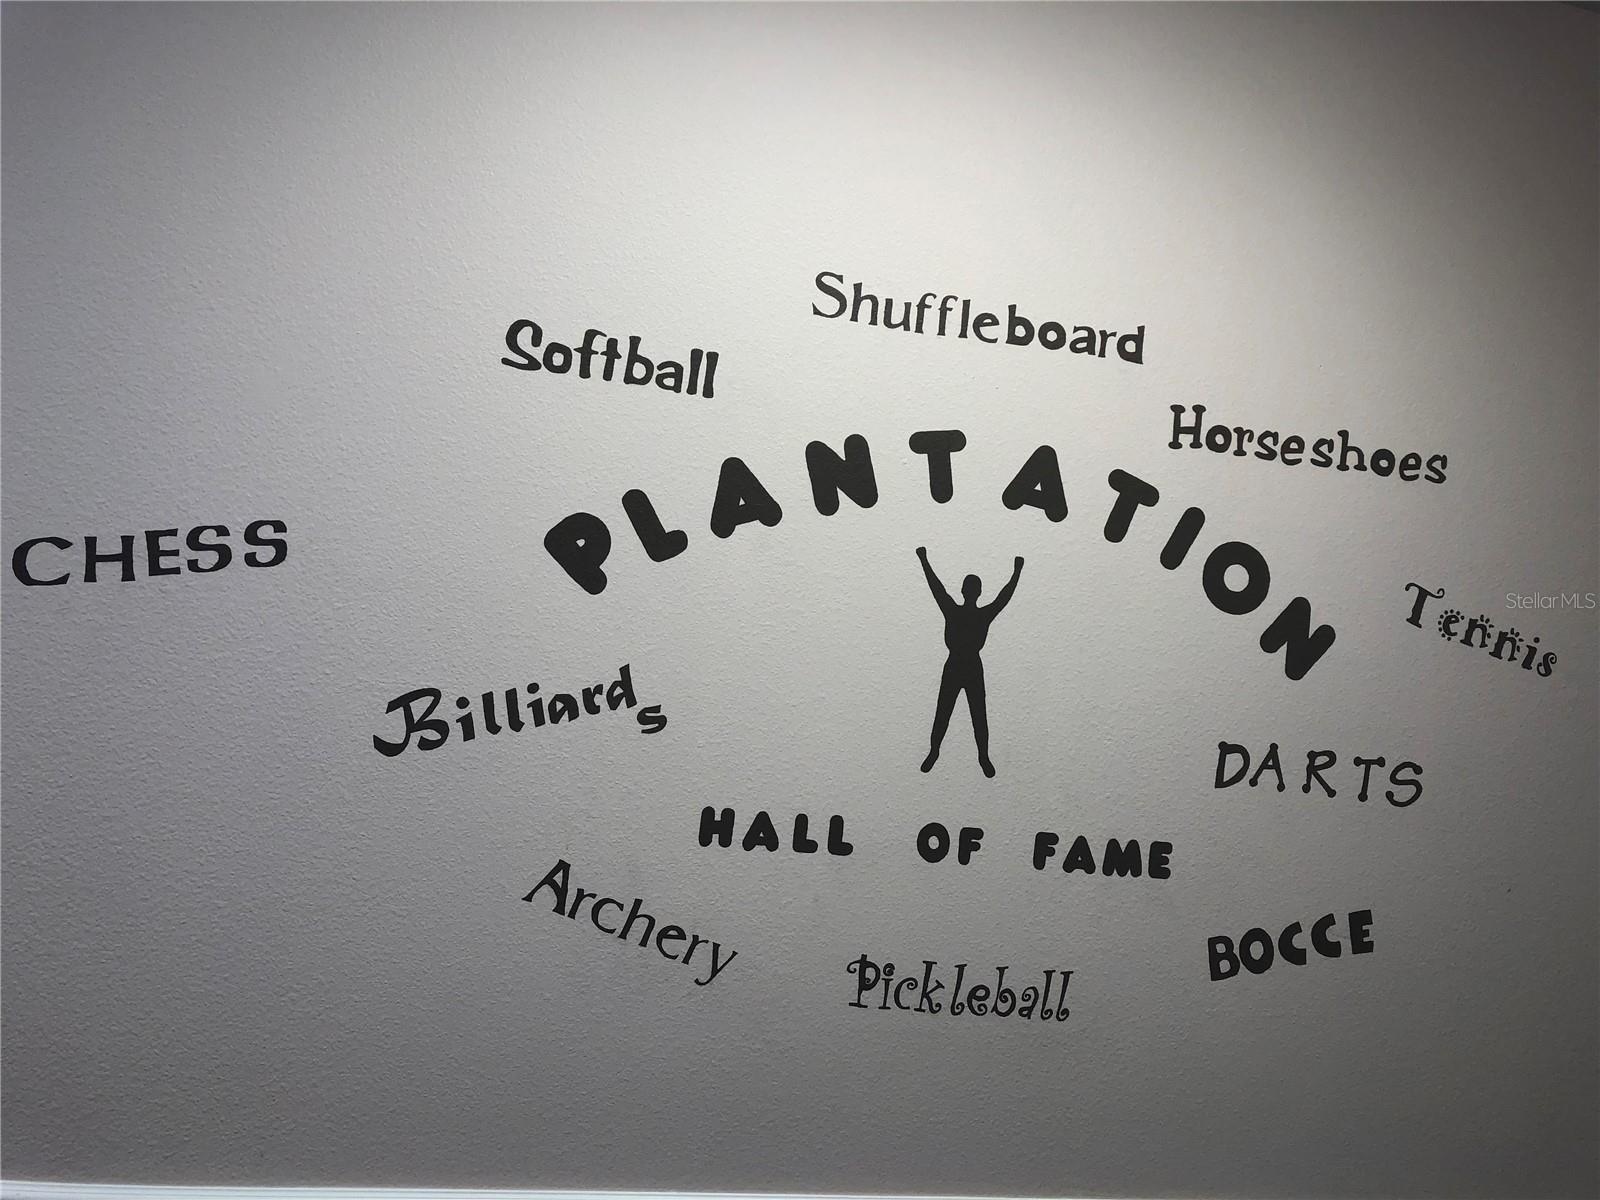 Shuffleboard
Softball
Horseshoes
PLANTATION
CHESS
Tennis
StellarMLS
Billiards
DARTS
HALL OF FAME
Archery
BOCCE
Pickleball